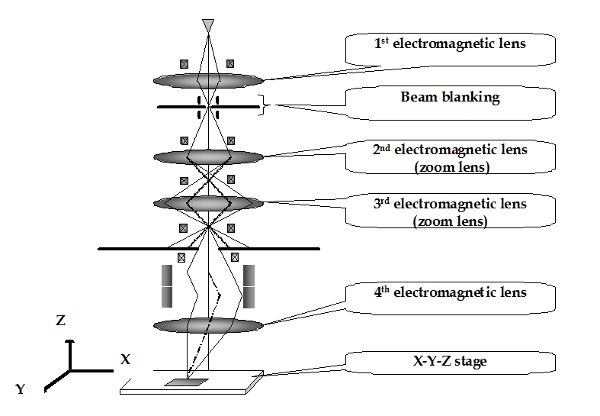 1st electromagnetic lens
Beam blanking
2nd electromagnetic lens
(zoom lens)
3rd electromagnetic lens
(zoom lens)
4th electromagnetic lens
Z
X
X-Y-Z stage
Y